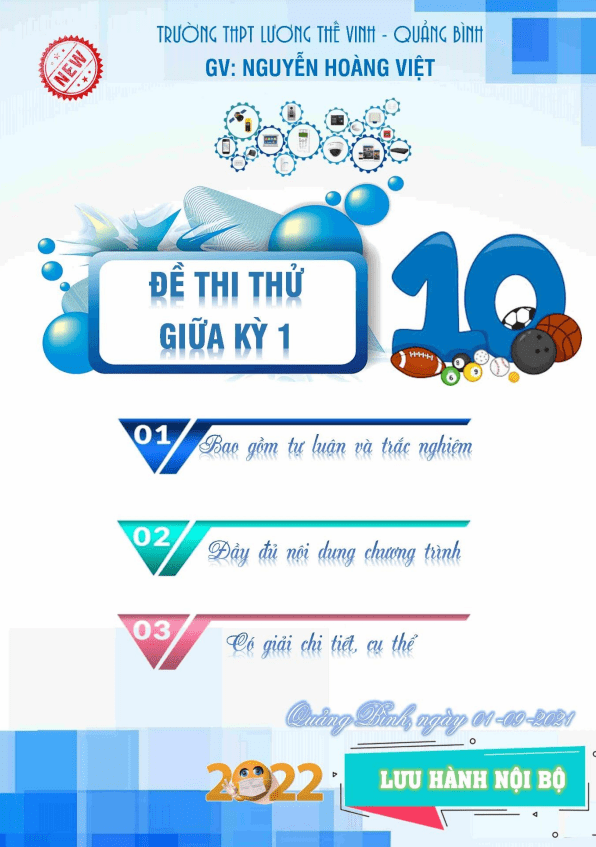 TRƯỜNG THPT LƯƠNG THẾ VINH - QUẢNG BÌNH
GV: NGUYỄN HOÀNG VIỆT
NEW
ĐỀ THI THỬ
GIỮA KỲ 1
10
01
Bao gồm tự luận và trắc nghiệm
02
Đầy đủ nội dung chương trình
03
Có giải chi tiết, cụ thể
Quảng Bình, ngày 01-09-2021
2022
LƯU HÀNH NỘI BỘ